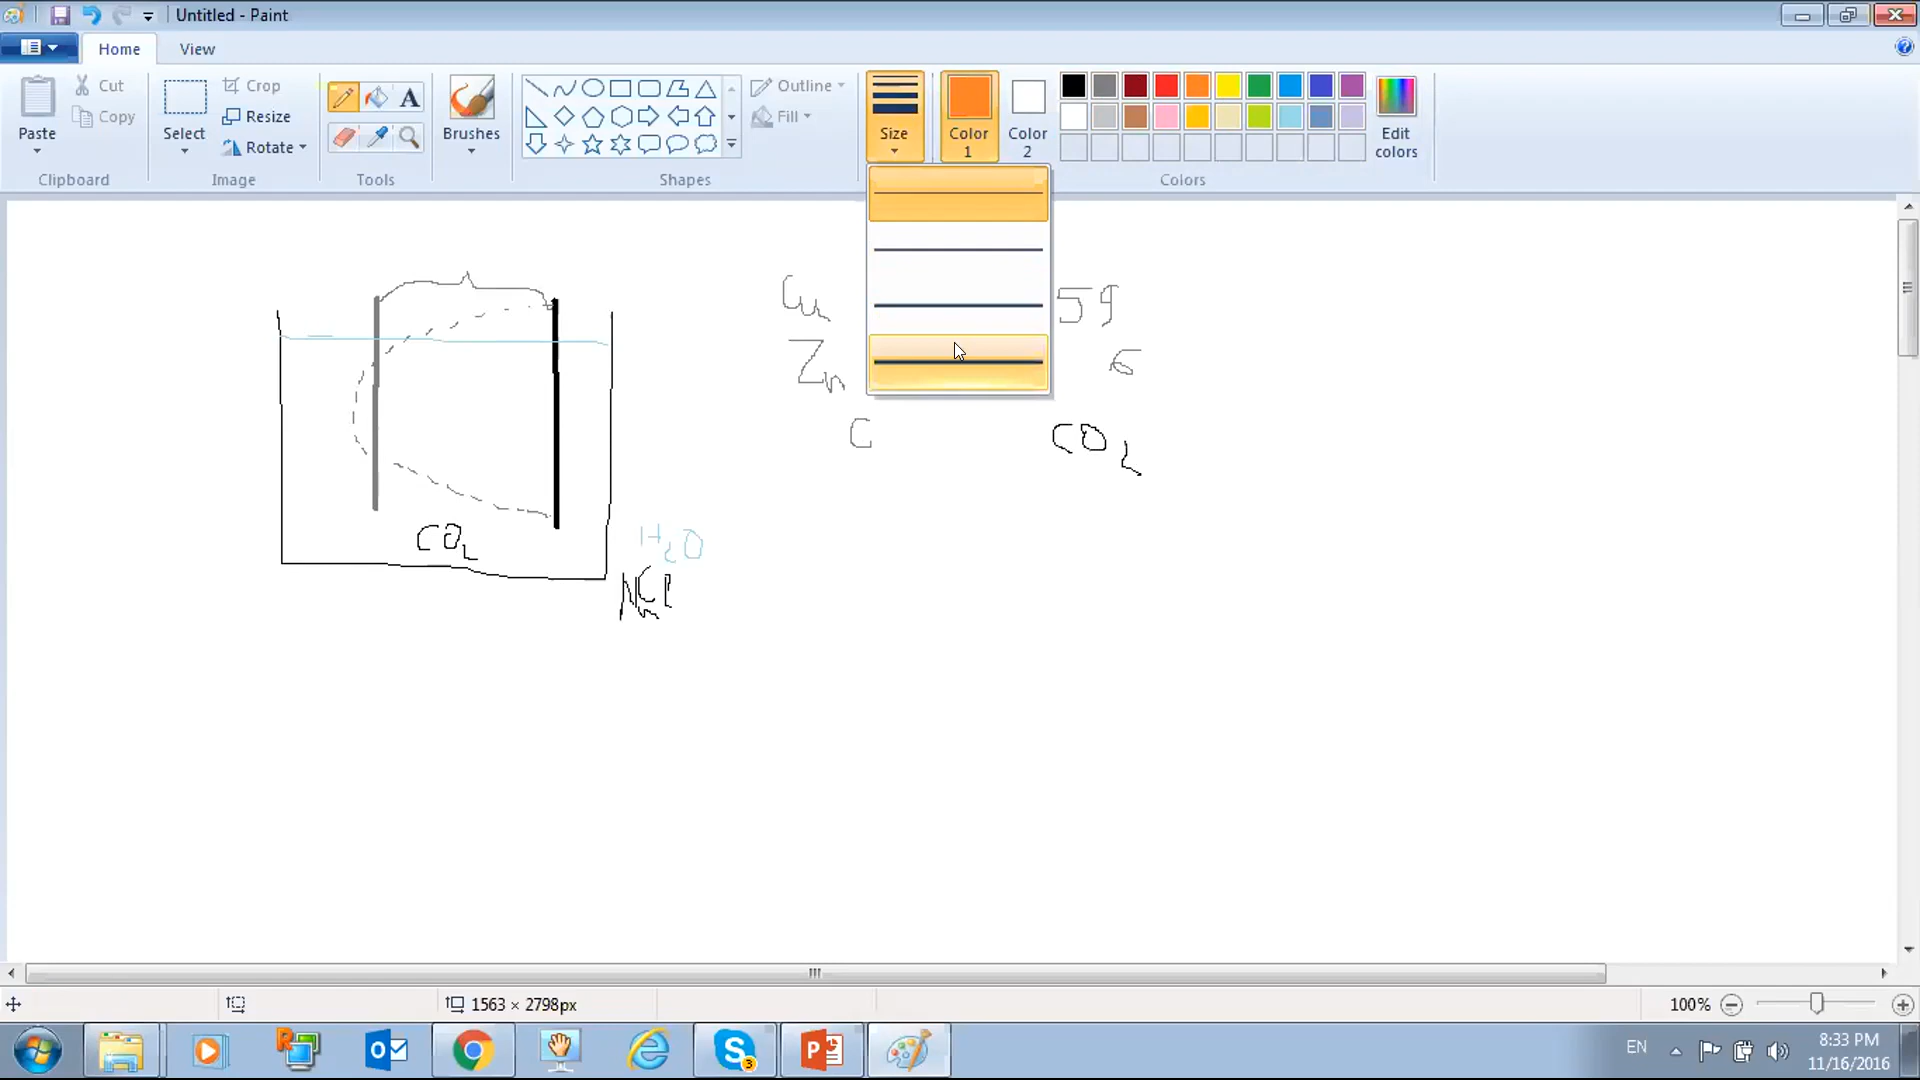 Untitled - Paint
Home View
Paste
Cut
Copy
Clipboard
Select
Crop
Resize
Rotate
Image
A
Tools
Brushes
Shapes
Outline
Fill
Size
Color 1
Color 2
Edit colors
Colors
Cu 59
Zn 6
C CO2
CO2
H2O
1563 × 2798px
100%
EN
8:33 PM
11/16/2016
3